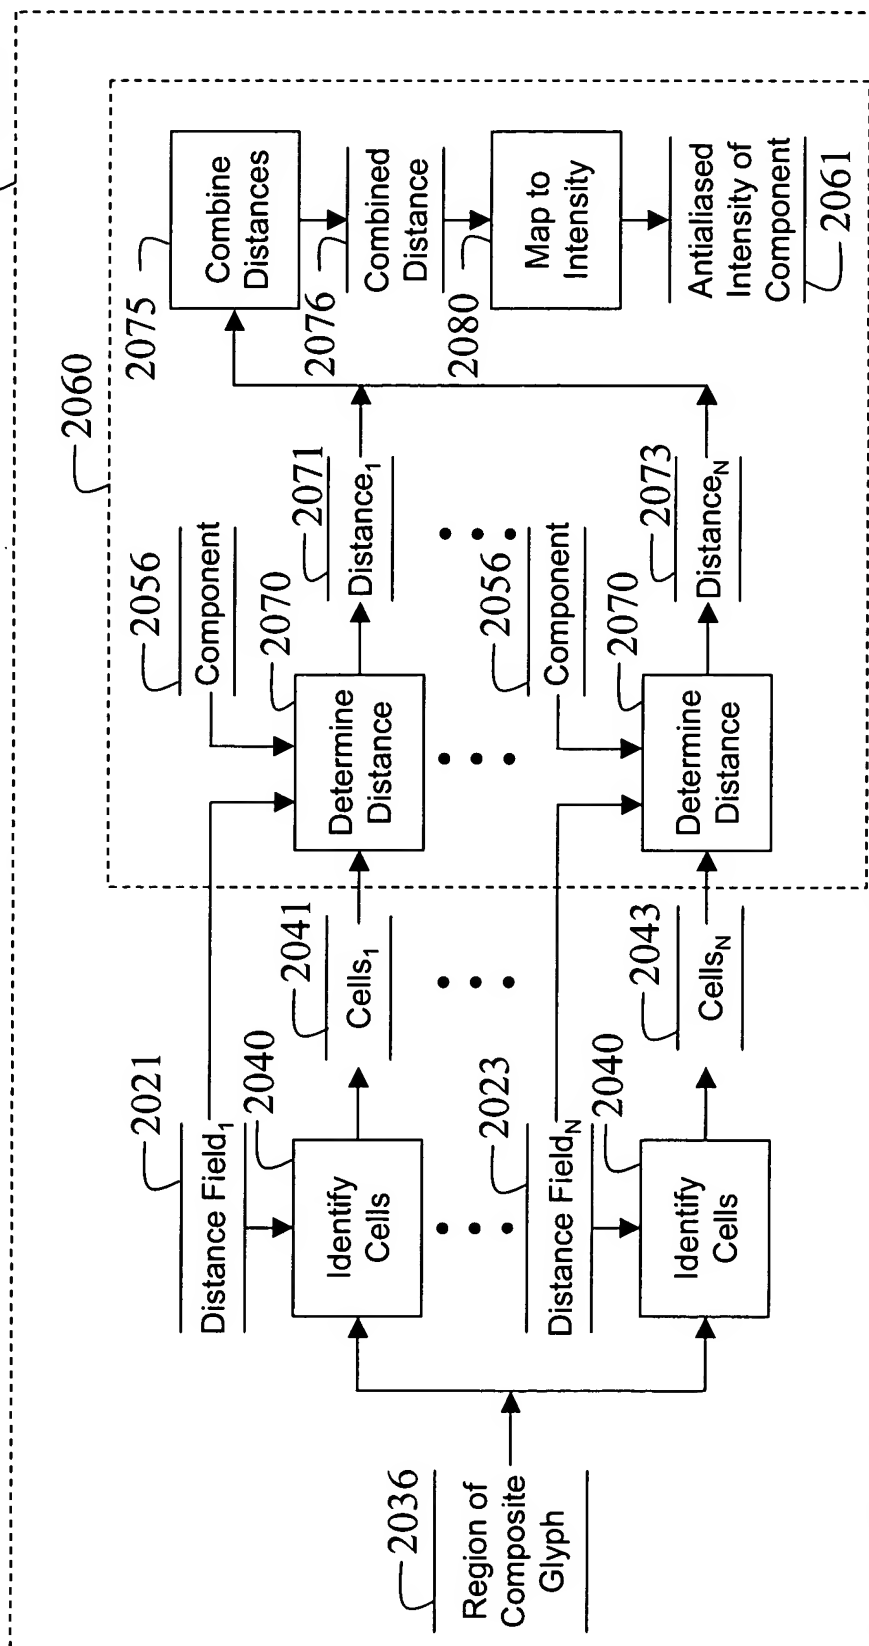 2036
Region of
Composite
Glyph
2021
Distance Field1
2040
Identify
Cells
2041
Cells1
2023
Distance FieldN
2040
Identify
Cells
2043
CellsN
2060
2056
Component
2070
Determine
Distance
2071
Distance1
2056
Component
2070
Determine
Distance
2073
DistanceN
2075
Combine
Distances
2076
Combined
Distance
2080
Map to
Intensity
Antialiased
Intensity of
Component
2061